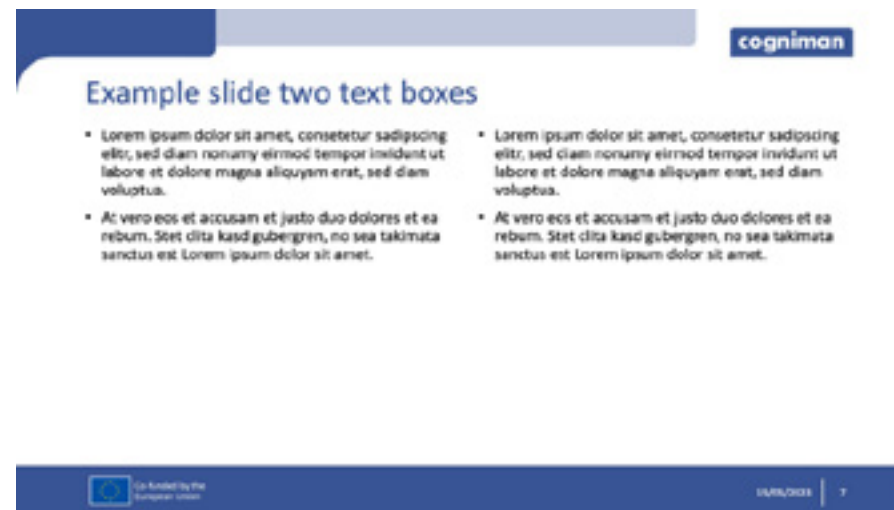 cogniman
Example slide two text boxes
• Lorem ipsum dolor sit amet, consetetur sadipscing
elitr, sed diam nonumy eirmod tempor invidunt ut
labore et dolore magna aliquyam erat, sed diam
voluptua.
• At vero eos et accusam et justo duo dolores et ea
rebum. Stet clita kasd gubergren, no sea takimata
sanctus est Lorem ipsum dolor sit amet.
• Lorem ipsum dolor sit amet, consetetur sadipscing
elitr, sed diam nonumy eirmod tempor invidunt ut
labore et dolore magna aliquyam erat, sed diam
voluptua.
• At vero eos et accusam et justo duo dolores et ea
rebum. Stet clita kasd gubergren, no sea takimata
sanctus est Lorem ipsum dolor sit amet.
Co-funded by the
European Union
7